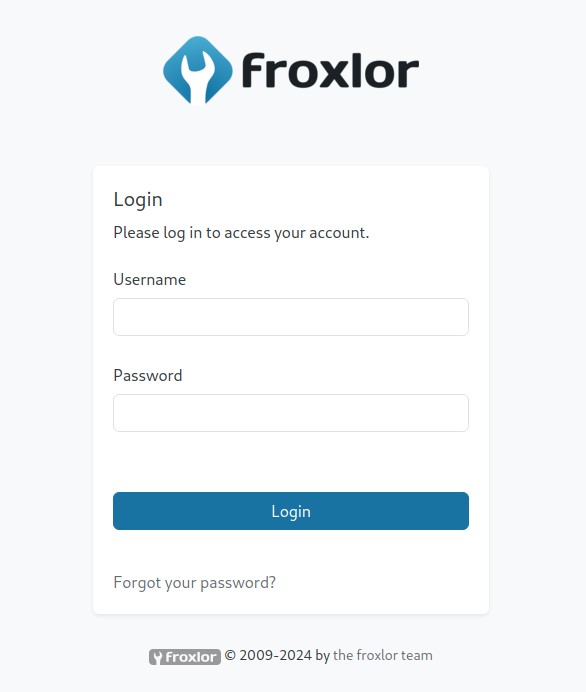 froxlor
Login
Please log in to access your account.
Username
Password
Login
Forgot your password?
froxlor © 2009-2024 by the froxlor team